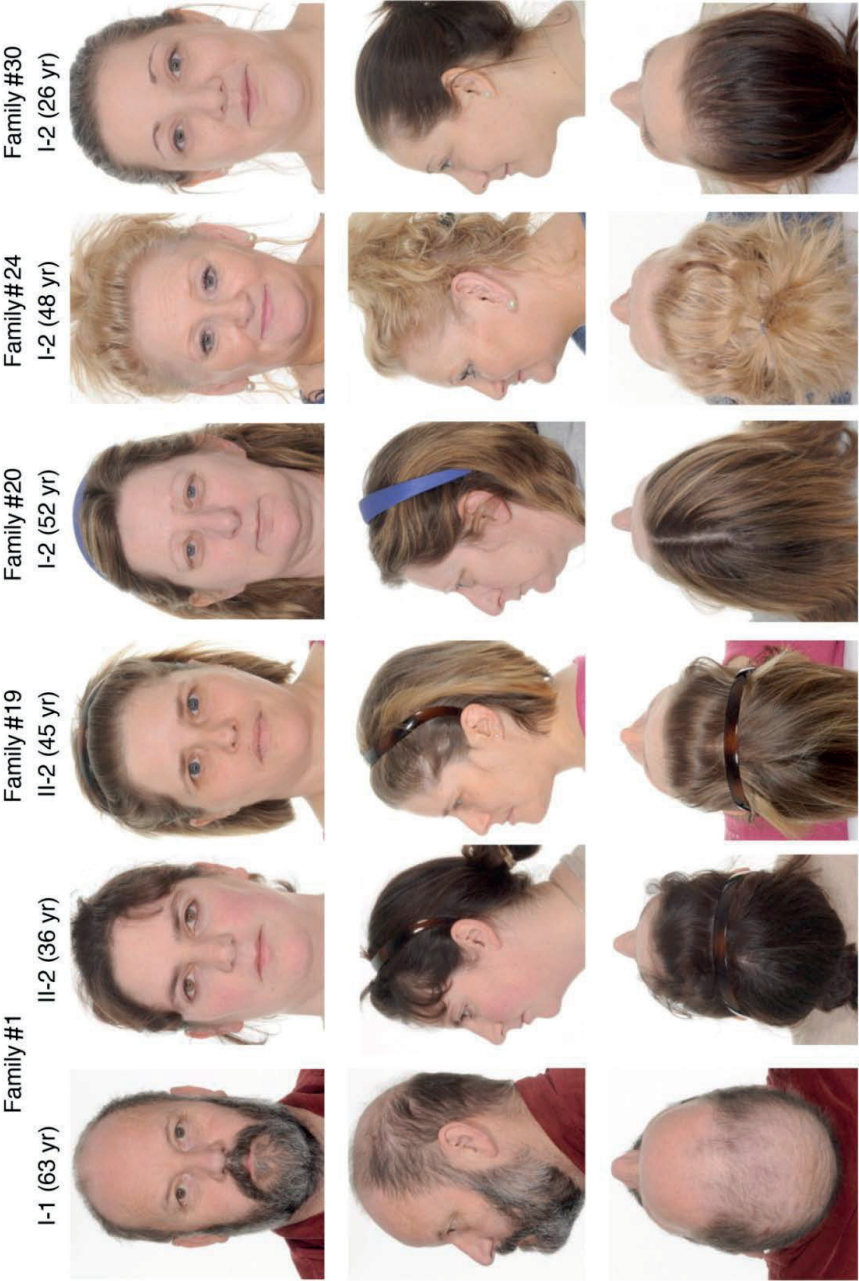 Family #1
I-1 (63 yr)
II-2 (36 yr)
Family #19
II-2 (45 yr)
Family #20
I-2 (52 yr)
Family #24
I-2 (48 yr)
Family #30
I-2 (26 yr)